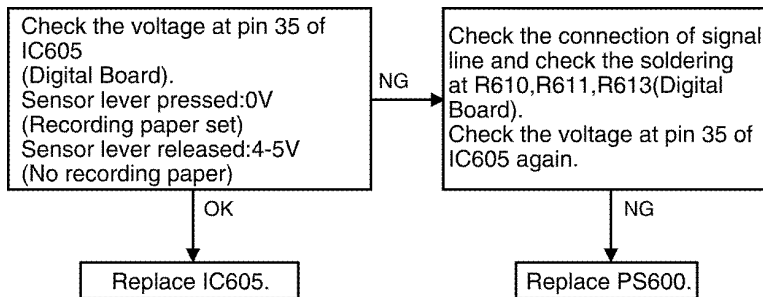 Check the voltage at pin 35 of
IC605
(Digital Board).
Sensor lever pressed:0V
(Recording paper set)
Sensor lever released:4-5V
(No recording paper)
NG
Check the connection of signal
line and check the soldering
at R610,R611,R613(Digital
Board).
Check the voltage at pin 35 of
IC605 again.
OK
NG
Replace IC605.
Replace PS600.